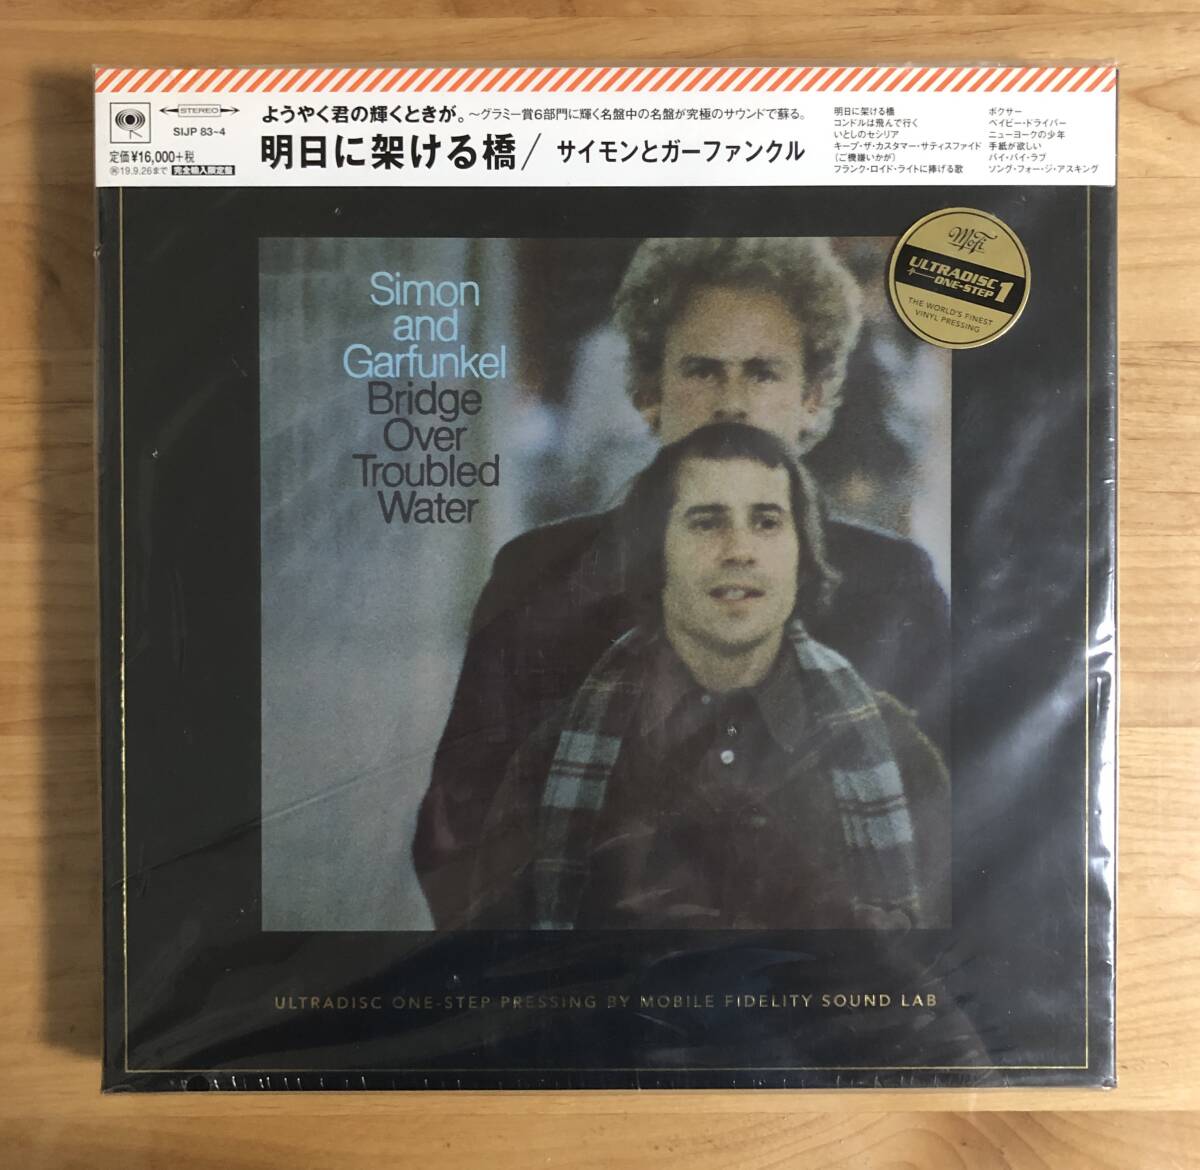 STEREO
SIJP 83~4
定価¥16,000+税
㊑19.9.26まで 完全輸入限定盤
ようやく君の輝くときが。～グラミー賞6部門に輝く名盤中の名盤が究極のサウンドで蘇る。
明日に架ける橋/サイモンとガーファンクル
明日に架ける橋
コンドルは飛んで行く
いとしのセシリア
キープ・ザ・カスタマー・サティスファイド
(ご機嫌いかが)
フランク・ロイド・ライトに捧げる歌
ボクサー
ベイビー・ドライバー
ニューヨークの少年
手紙が欲しい
バイ・バイ・ラブ
ソング・フォー・ジ・アスキング
MoFi
ULTRADISC
ONE-STEP 1
THE WORLD'S FINEST
VINYL PRESSING
Simon
and
Garfunkel
Bridge
Over
Troubled
Water
ULTRADISC ONE-STEP PRESSING BY MOBILE FIDELITY SOUND LAB